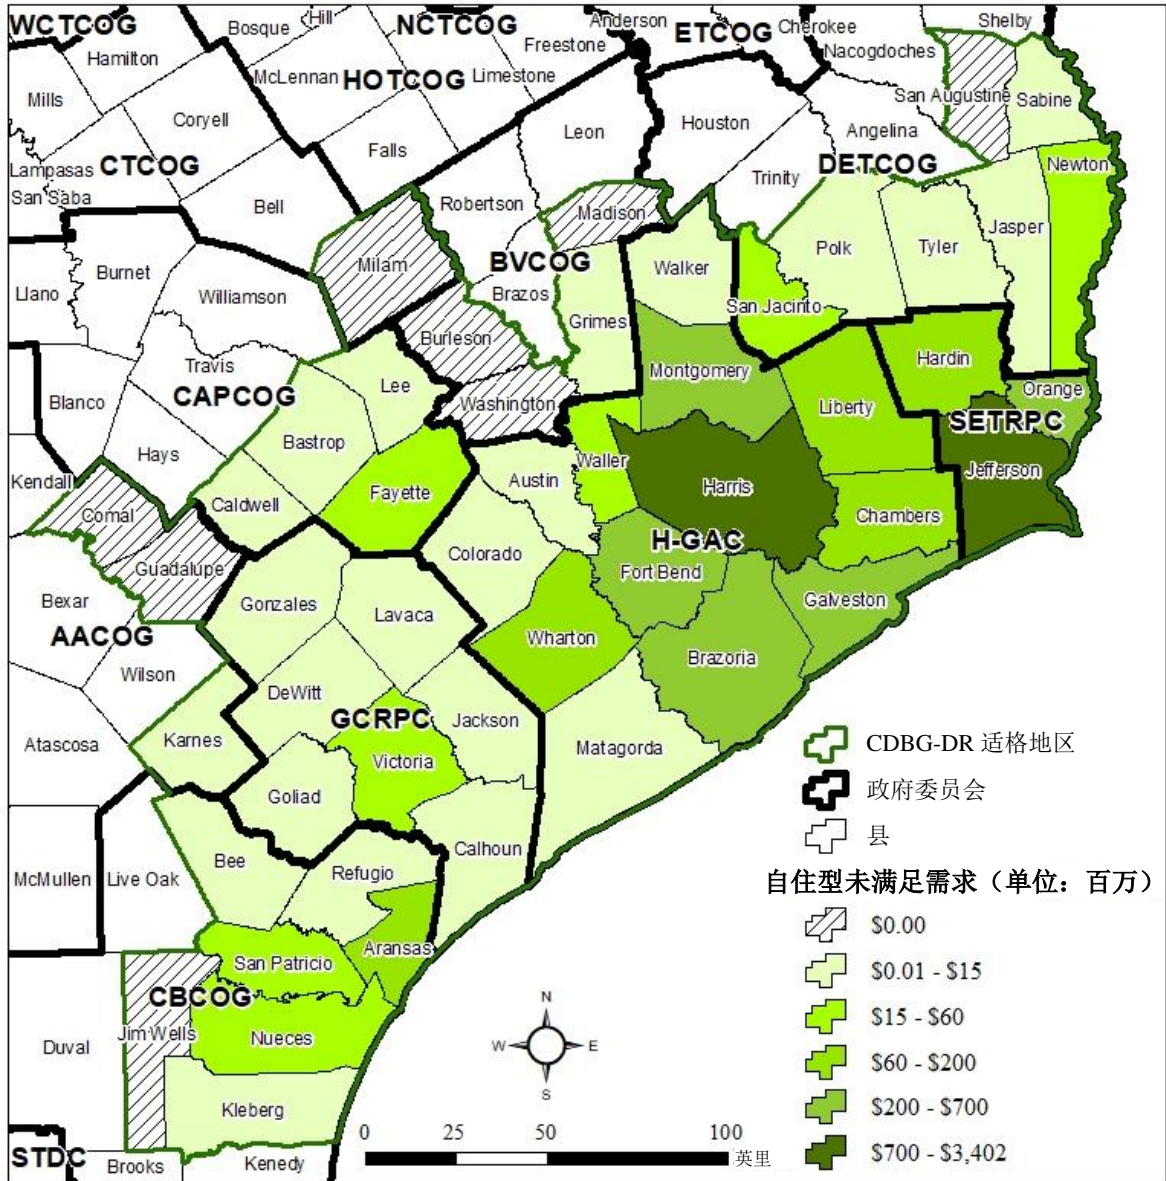 WCTCOG
Hill
Bosque
NCTCOG
Anderson
ETCOG
Cherokee
Shelby
Hamilton
Freestone
Nacogdoches
McLennan
HOTCOG
Limestone
San Augustine
Sabine
Mills
Coryell
Leon
Houston
Angelina
Falls
Lampasas
CTCOG
DETCOG
Newton
San Saba
Bell
Robertson
Trinity
Madison
Jasper
Burnet
Milam
BVCOG
Walker
Polk
Tyler
Llano
Williamson
Brazos
San Jacinto
Grimes
Burleson
Travis
Hardin
Montgomery
Lee
Orange
CAPCOG
Blanco
Washington
Liberty
SETRPC
Bastrop
Hays
Waller
Jefferson
Kendall
Austin
Harris
Fayette
Caldwell
Comal
Chambers
H-GAC
Colorado
Guadalupe
Fort Bend
Bexar
Gonzales
Lavaca
Galveston
AACOG
Wharton
Wilson
Brazoria
DeWitt
GCRPC
Jackson
Atascosa
Karnes
Matagorda
Victoria
Goliad
Calhoun
Bee
Refugio
McMullen
Live Oak
Aransas
San Patricio
CBCOG
Jim Wells
Nueces
Duval
Kleberg
STDC
Brooks
Kenedy
CDBG-DR 适格地区
政府委员会
县
自住型未满足需求（单位：百万）
$0.00
$0.01 - $15
$15 - $60
$60 - $200
$200 - $700
$700 - $3,402
N
W E
S
0 25 50 100
英里